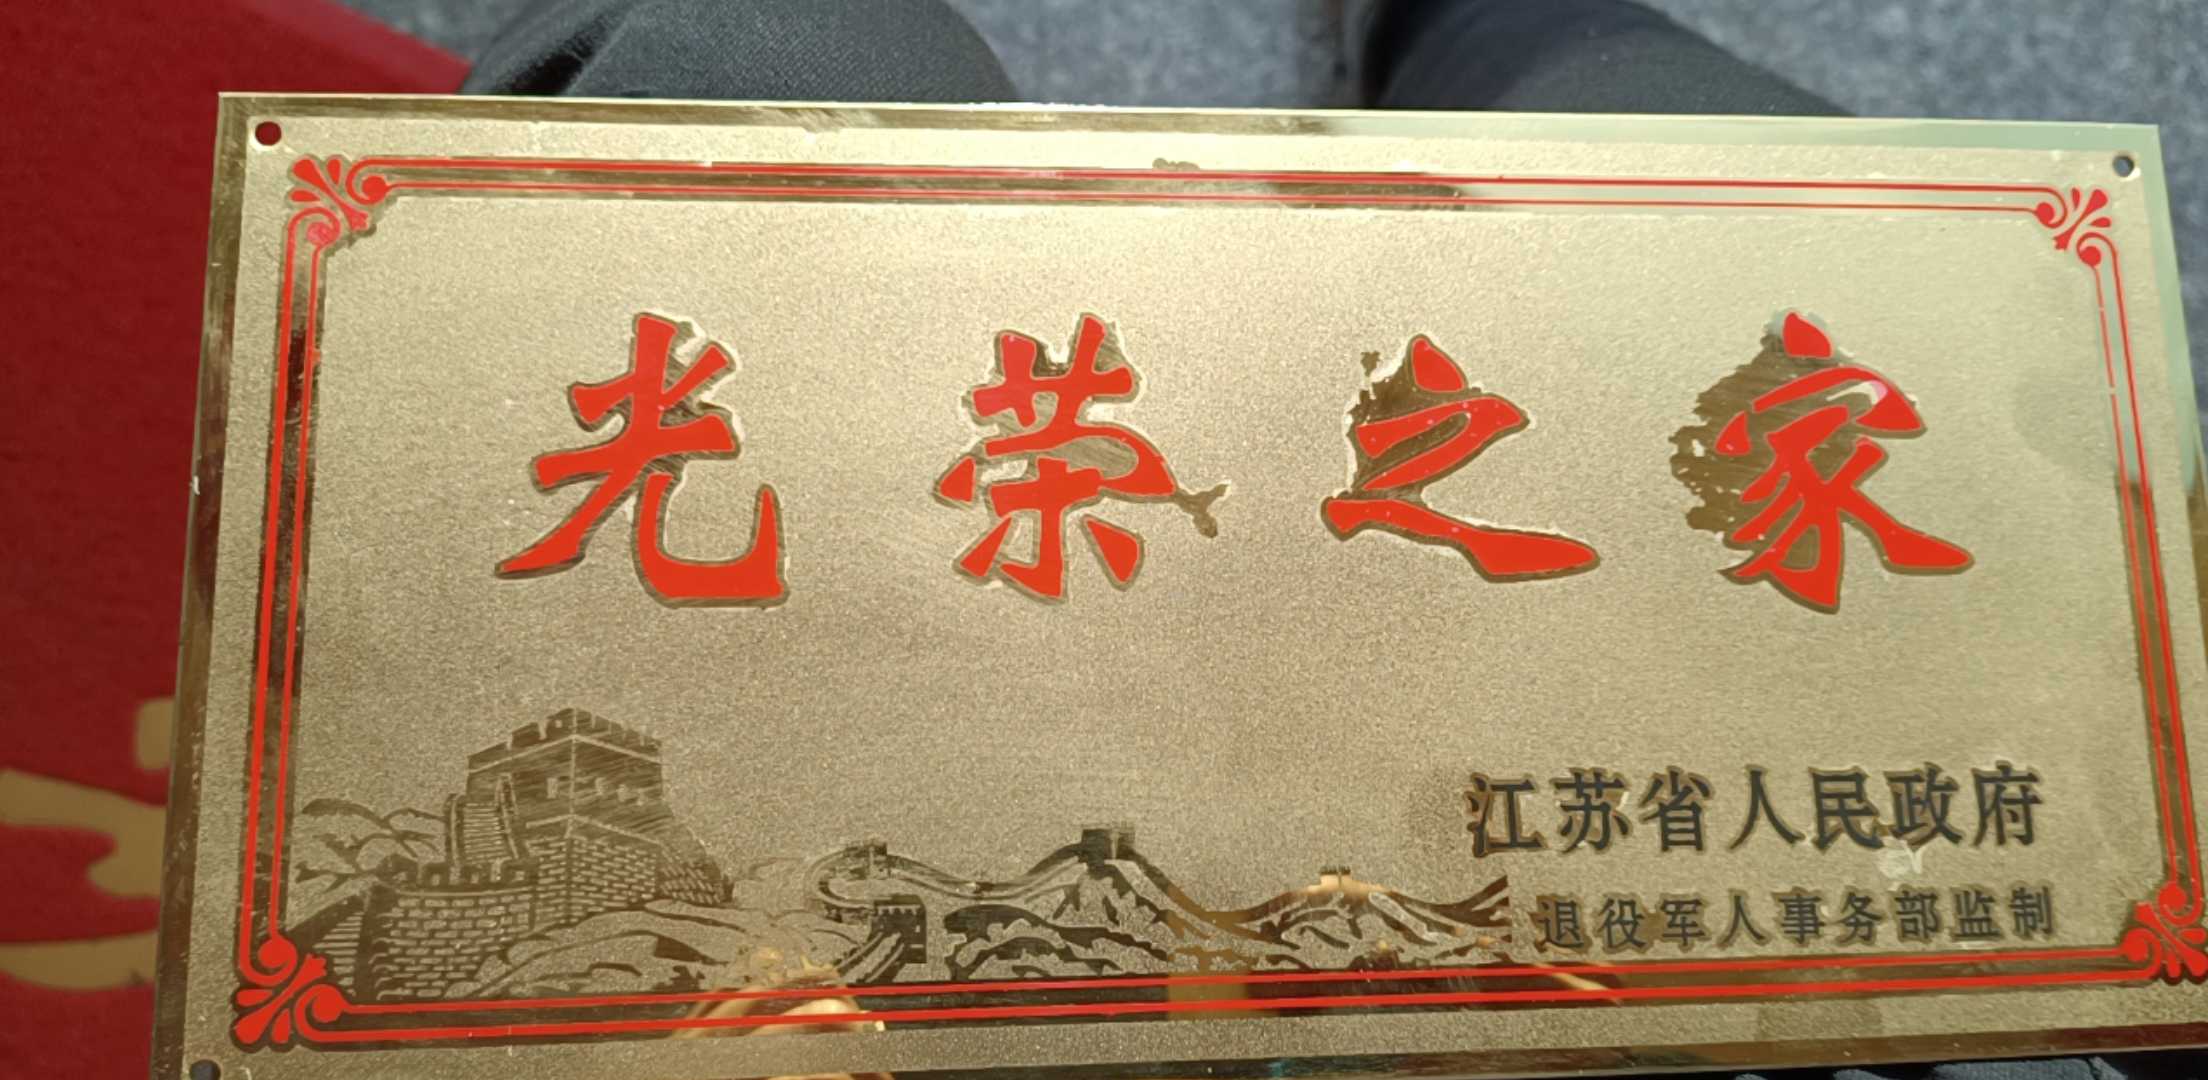 光荣之家
江苏省人民政府
退役军人事务部监制